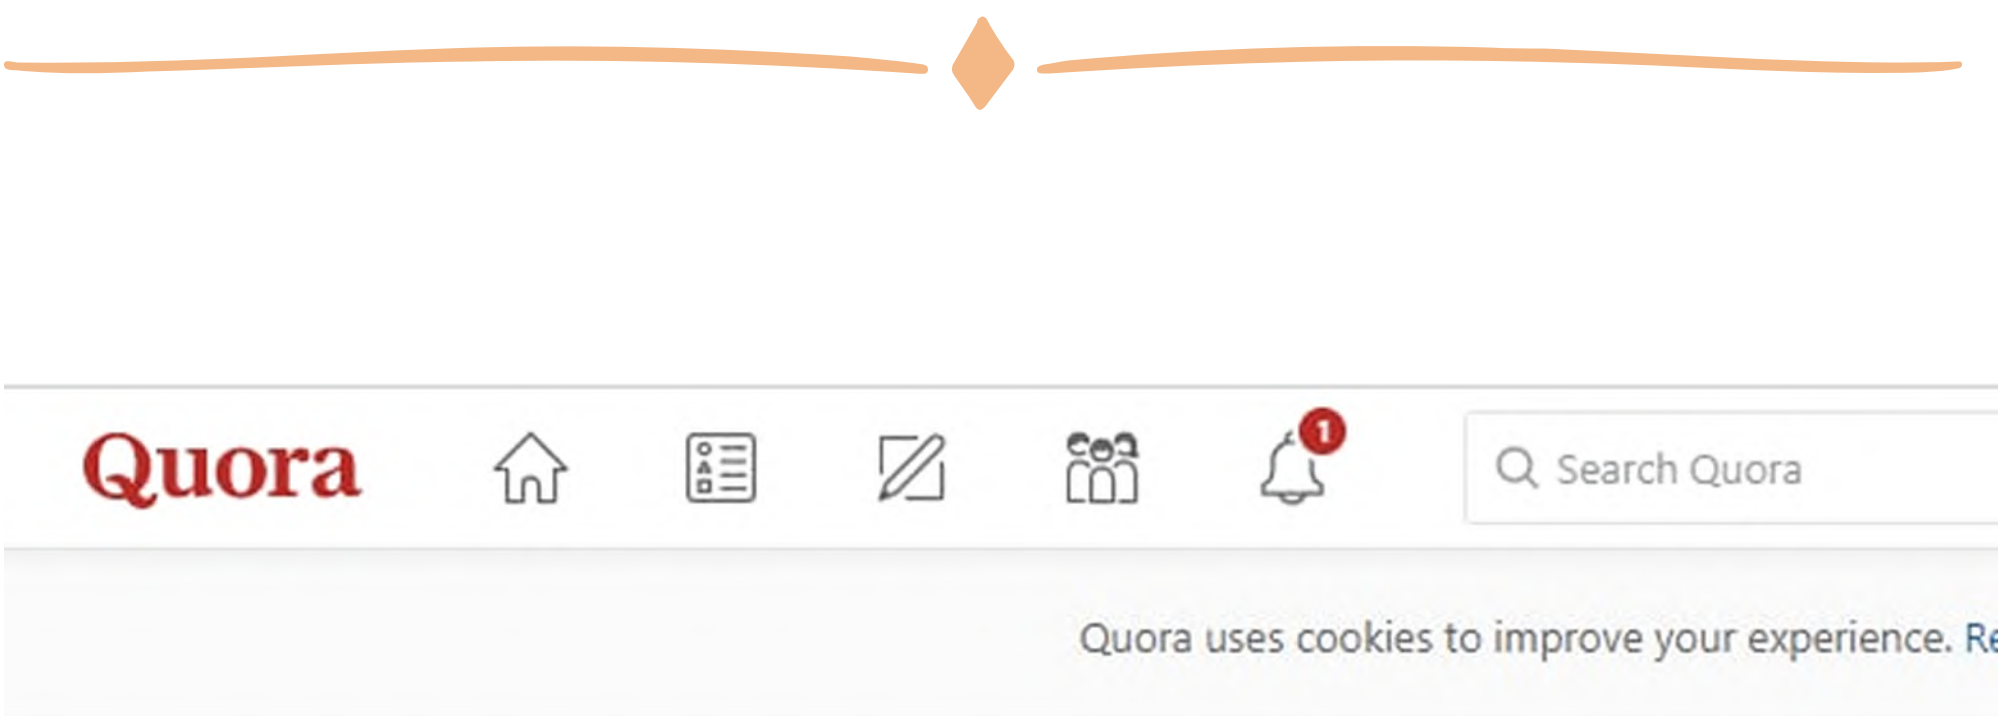 Quora
1
Search Quora
Quora uses cookies to improve your experience.